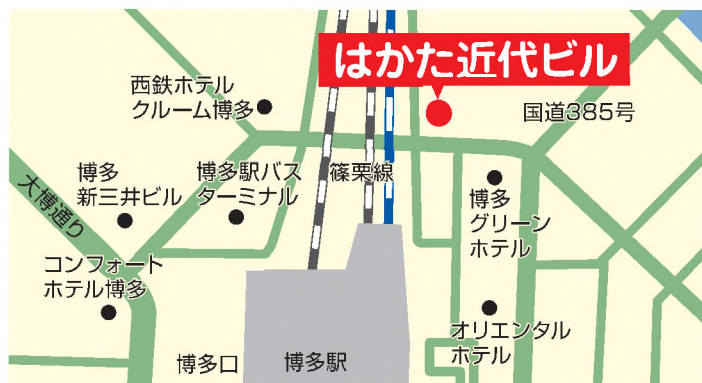 はかた近代ビル
西鉄ホテル
クルーム博多
国道385号
博多
新三井ビル
博多駅バス
ターミナル
篠栗線
博多
グリーン
ホテル
大博通り
コンフォート
ホテル博多
オリエンタル
ホテル
博多口
博多駅